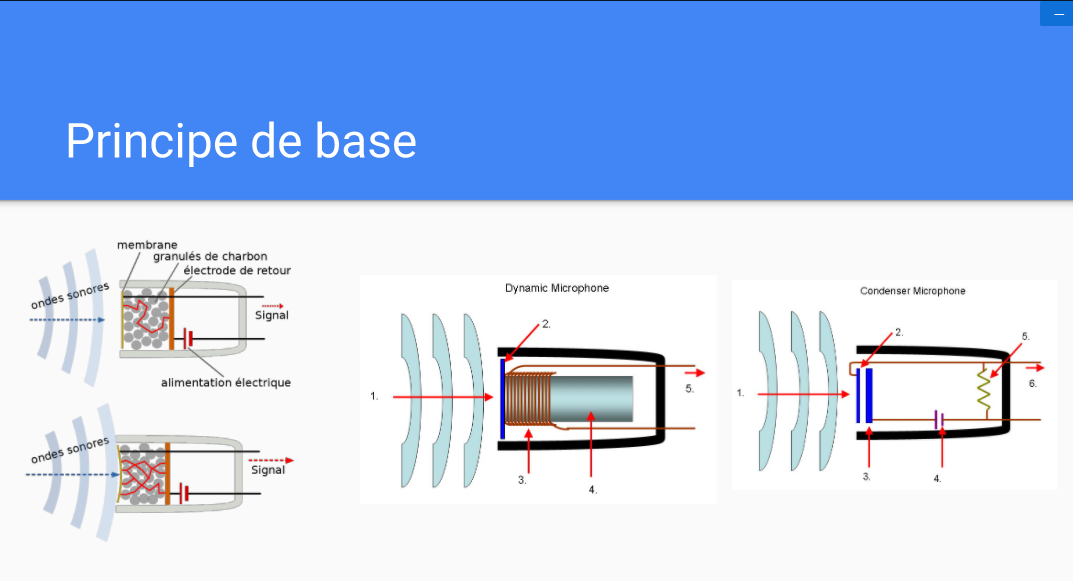 Principe de base
membrane
granulés de charbon
électrode de retour
ondes sonores
Signal
alimentation électrique
ondes sonores
Signal
Dynamic Microphone
1.
2.
3.
4.
5.
Condenser Microphone
1.
2.
3.
4.
5.
6.